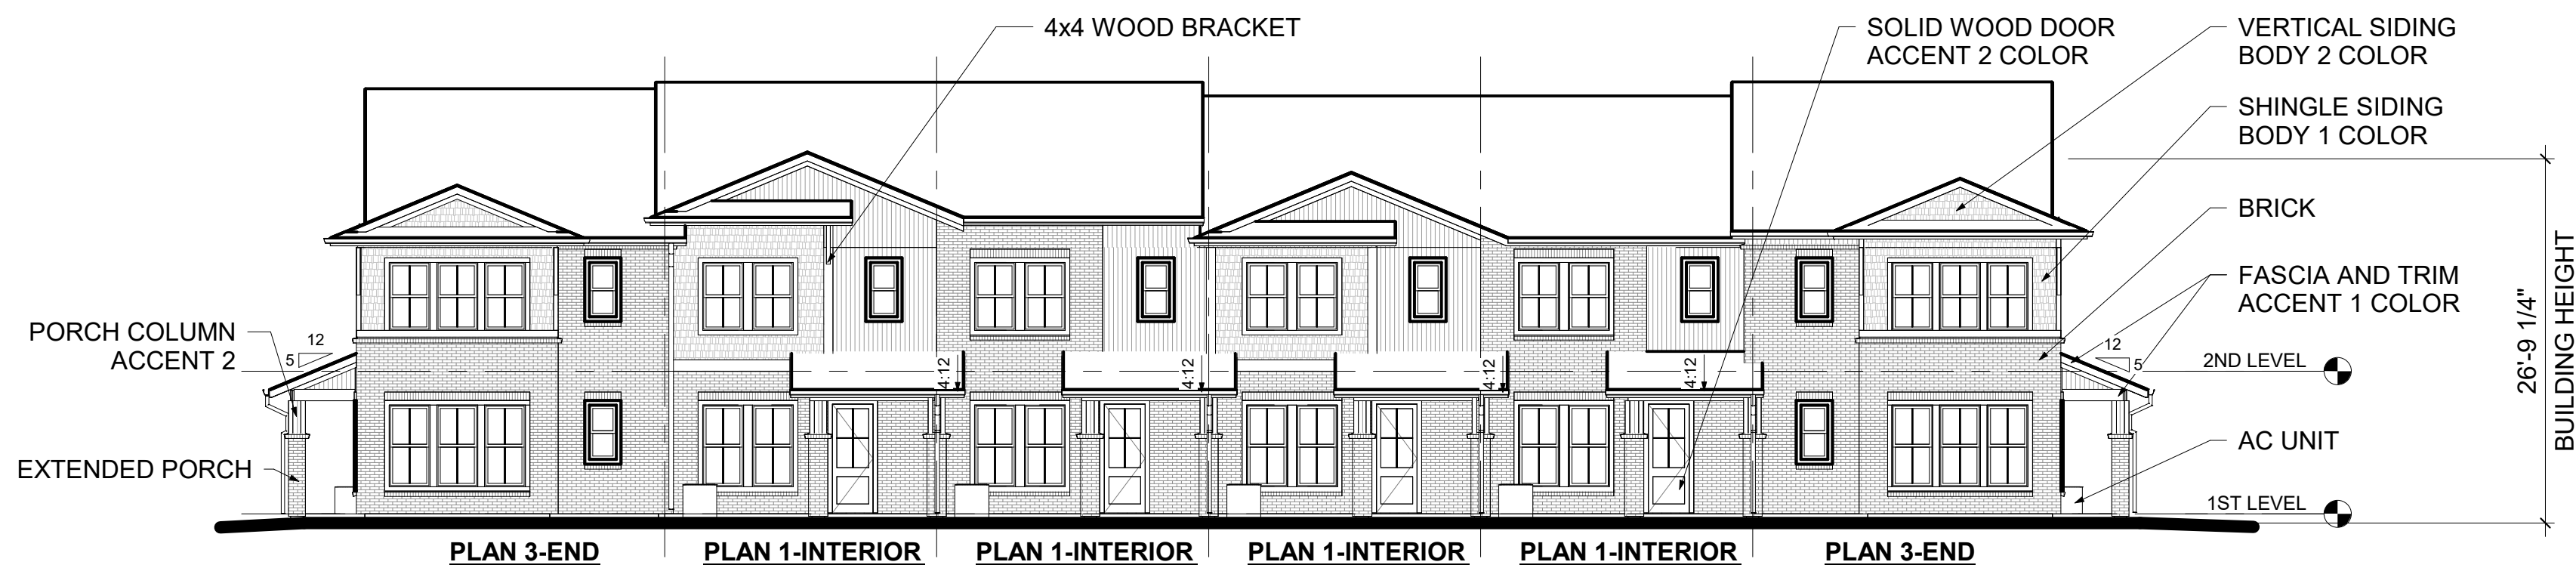 4x4 WOOD BRACKET
SOLID WOOD DOOR
ACCENT 2 COLOR
VERTICAL SIDING
BODY 2 COLOR
SHINGLE SIDING
BODY 1 COLOR
BRICK
FASCIA AND TRIM
ACCENT 1 COLOR
26'-9 1/4"
BUILDING HEIGHT
PORCH COLUMN
ACCENT 2
12
5
4:12
4:12
4:12
4:12
12
5
2ND LEVEL
EXTENDED PORCH
AC UNIT
1ST LEVEL
PLAN 3-END
PLAN 1-INTERIOR
PLAN 1-INTERIOR
PLAN 1-INTERIOR
PLAN 1-INTERIOR
PLAN 3-END